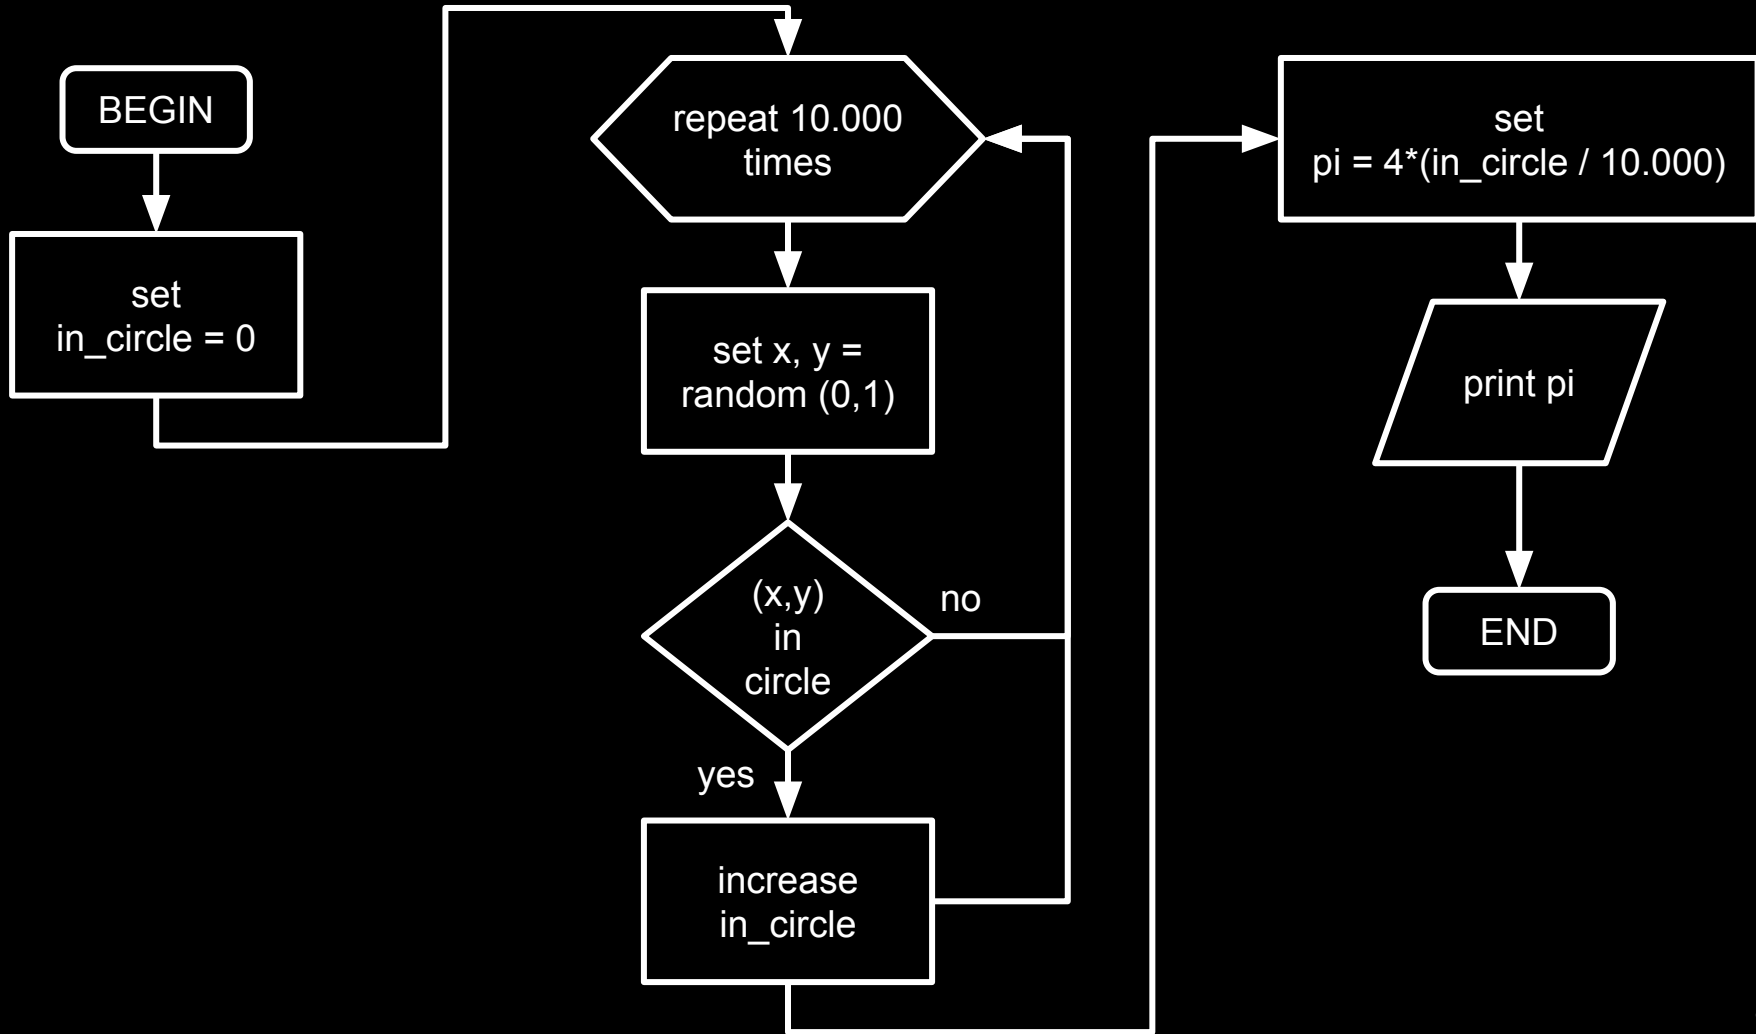 BEGIN
set
in_circle = 0
repeat 10.000
times
set x, y =
random (0,1)
(x,y)
in
circle
no
yes
increase
in_circle
set
pi = 4*(in_circle / 10.000)
print pi
END